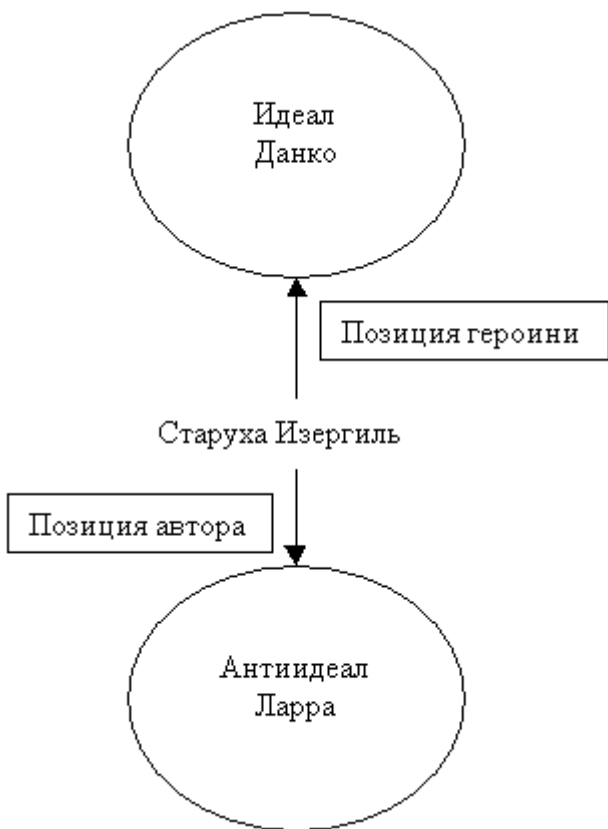 Идеал
Данко
Позиция героини
Старуха Изергиль
Позиция автора
Антиидеал
Ларра